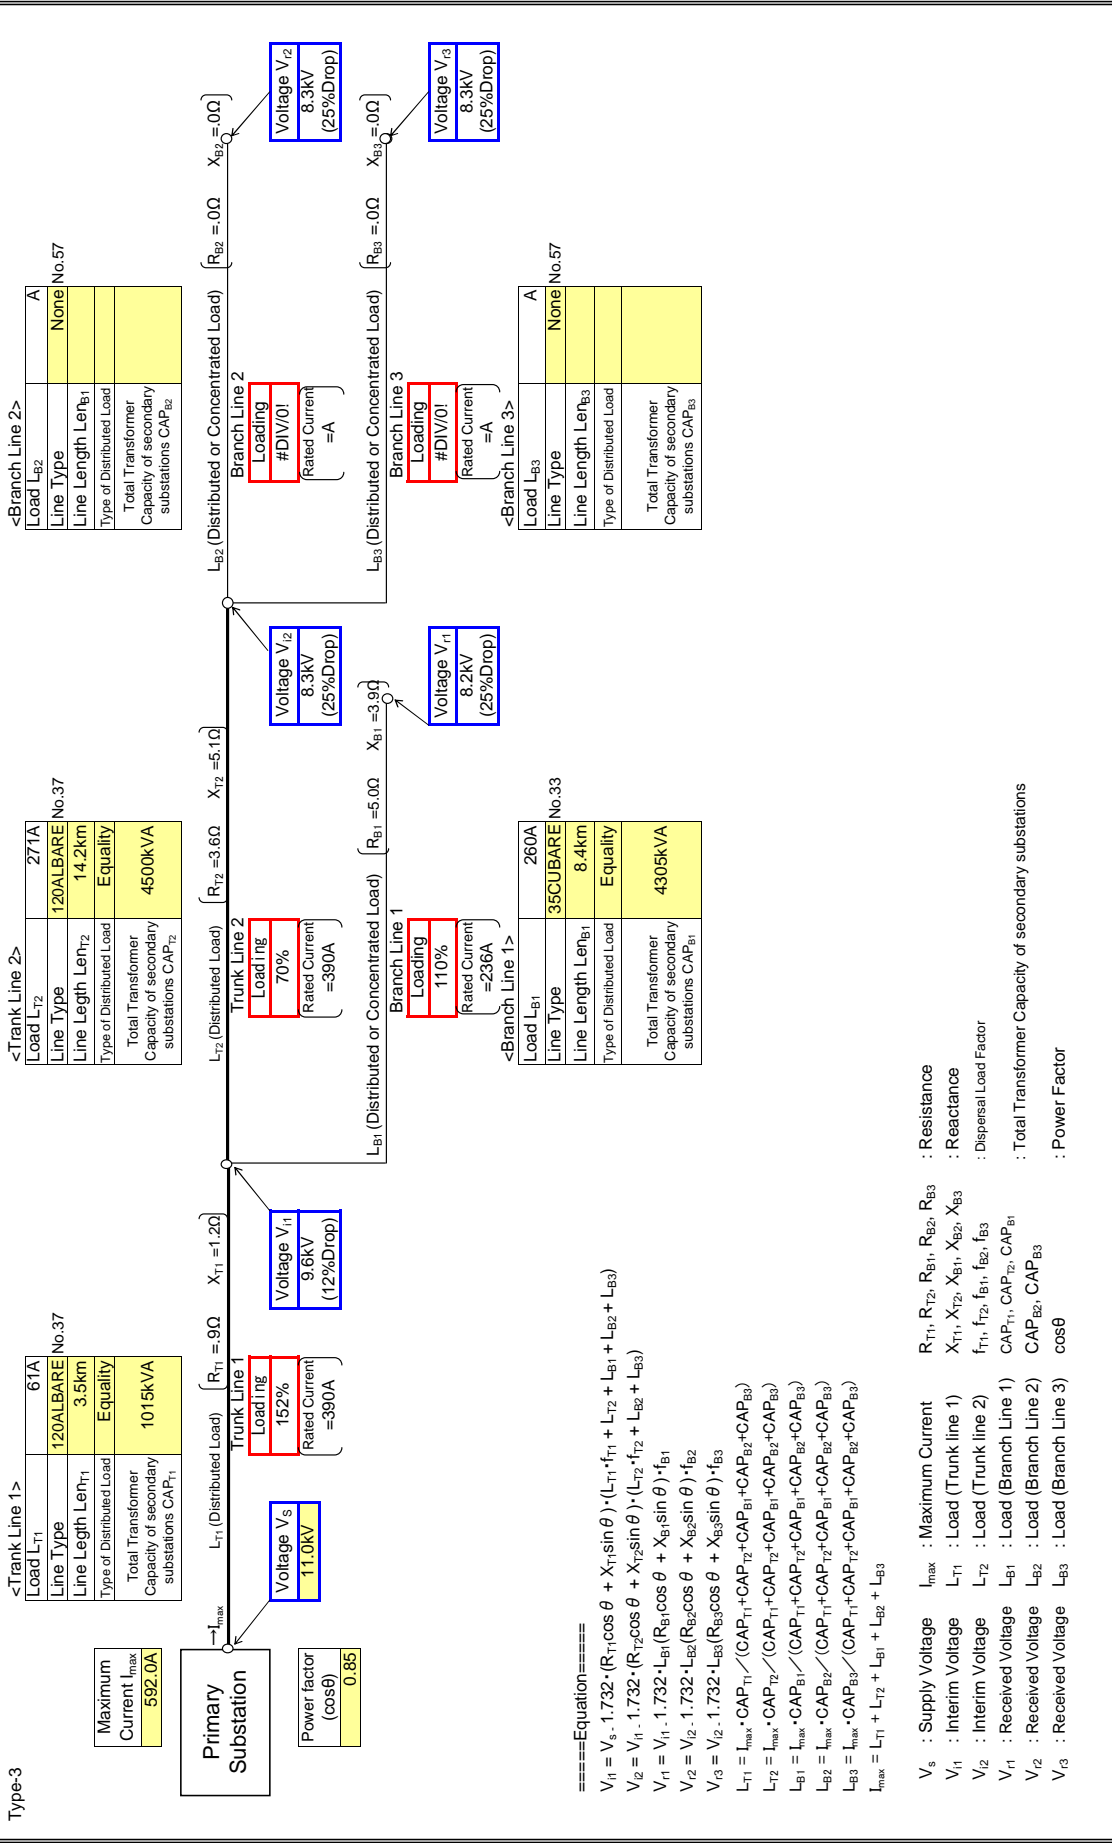 Type-3
Maximum
Current Imax
592.0A
Primary
Substation
Power factor
(cosθ)
0.85
→Imax
Voltage VS
11.0kV
<Trank Line 1>
Load LT1 61A
Line Type 120ALBARE No.37
Line Legth LenT1 3.5km
Type of Distributed Load Equality
Total Transformer
Capacity of secondary
substations CAPT1
1015kVA
LT1 (Distributed Load)
RT1 =.9Ω XT1 =1.2Ω
Trunk Line 1
Loading
152%
Rated Current
=390A
Voltage Vi1
9.6kV
(12%Drop)
<Trank Line 2>
Load LT2 271A
Line Type 120ALBARE No.37
Line Length LenT2 14.2km
Type of Distributed Load Equality
Total Transformer
Capacity of secondary
substations CAPT2
4500kVA
LT2 (Distributed Load)
RT2 =3.6Ω XT2 =5.1Ω
Trunk Line 2
Loading
70%
Rated Current
=390A
Voltage Vi2
8.3kV
(25%Drop)
LB1 (Distributed or Concentrated Load)
RB1 =5.0Ω XB1 =3.9Ω
Branch Line 1
Loading
110%
Rated Current
=236A
Voltage Vr1
8.2kV
(25%Drop)
<Branch Line 1>
Load LB1 260A
Line Type 35CUBARE No.33
Line Length LenB1 8.4km
Type of Distributed Load Equality
Total Transformer
Capacity of secondary
substations CAPB1
4305kVA
<Branch Line 2>
Load LB2 A
Line Type None No.57
Line Length LenB1
Type of Distributed Load
Total Transformer
Capacity of secondary
substations CAPB2
LB2 (Distributed or Concentrated Load)
RB2 =.0Ω XB2 =.0Ω
Branch Line 2
Loading
#DIV/0!
Rated Current
=A
Voltage Vr2
8.3kV
(25%Drop)
LB3 (Distributed or Concentrated Load)
RB3 =.0Ω XB3 =.0Ω
Branch Line 3
Loading
#DIV/0!
Rated Current
=A
Voltage Vr3
8.3kV
(25%Drop)
<Branch Line 3>
Load LB3 A
Line Type None No.57
Line Length LenB3
Type of Distributed Load
Total Transformer
Capacity of secondary
substations CAPB3
=====Equation=====
Vi1 = Vs - 1.732・(RT1cosθ + XT1sinθ)・(LT1・fT1 + LT2 + LB1 + LB2 + LB3)
Vi2 = Vi1 - 1.732・(RT2cosθ + XT2sinθ)・(LT2・fT2 + LB2 + LB3)
Vr1 = Vi1 - 1.732・LB1(RB1cosθ + XB1sinθ)・fB1
Vr2 = Vi2 - 1.732・LB2(RB2cosθ + XB2sinθ)・fB2
Vr3 = Vi2 - 1.732・LB3(RB3cosθ + XB3sinθ)・fB3
LT1 = Imax・CAPT1／(CAPT1+CAPT2+CAPB1+CAPB2+CAPB3)
LT2 = Imax・CAPT2／(CAPT1+CAPT2+CAPB1+CAPB2+CAPB3)
LB1 = Imax・CAPB1／(CAPT1+CAPT2+CAPB1+CAPB2+CAPB3)
LB2 = Imax・CAPB2／(CAPT1+CAPT2+CAPB1+CAPB2+CAPB3)
LB3 = Imax・CAPB3／(CAPT1+CAPT2+CAPB1+CAPB2+CAPB3)
Imax = LT1 + LT2 + LB1 + LB2 + LB3
Vs : Supply Voltage Imax : Maximum Current RT1, RT2, RB1, RB2, RB3 : Resistance
Vi1 : Interim Voltage LT1 : Load (Trunk line 1) XT1, XT2, XB1, XB2, XB3 : Reactance
Vi2 : Interim Voltage LT2 : Load (Trunk line 2) fT1, fT2, fB1, fB2, fB3 : Dispersal Load Factor
Vr1 : Received Voltage LB1 : Load (Branch Line 1) CAPT1, CAPT2, CAPB1
Vr2 : Received Voltage LB2 : Load (Branch Line 2) CAPB2, CAPB3 : Total Transformer Capacity of secondary substations
Vr3 : Received Voltage LB3 : Load (Branch Line 3) cosθ : Power Factor